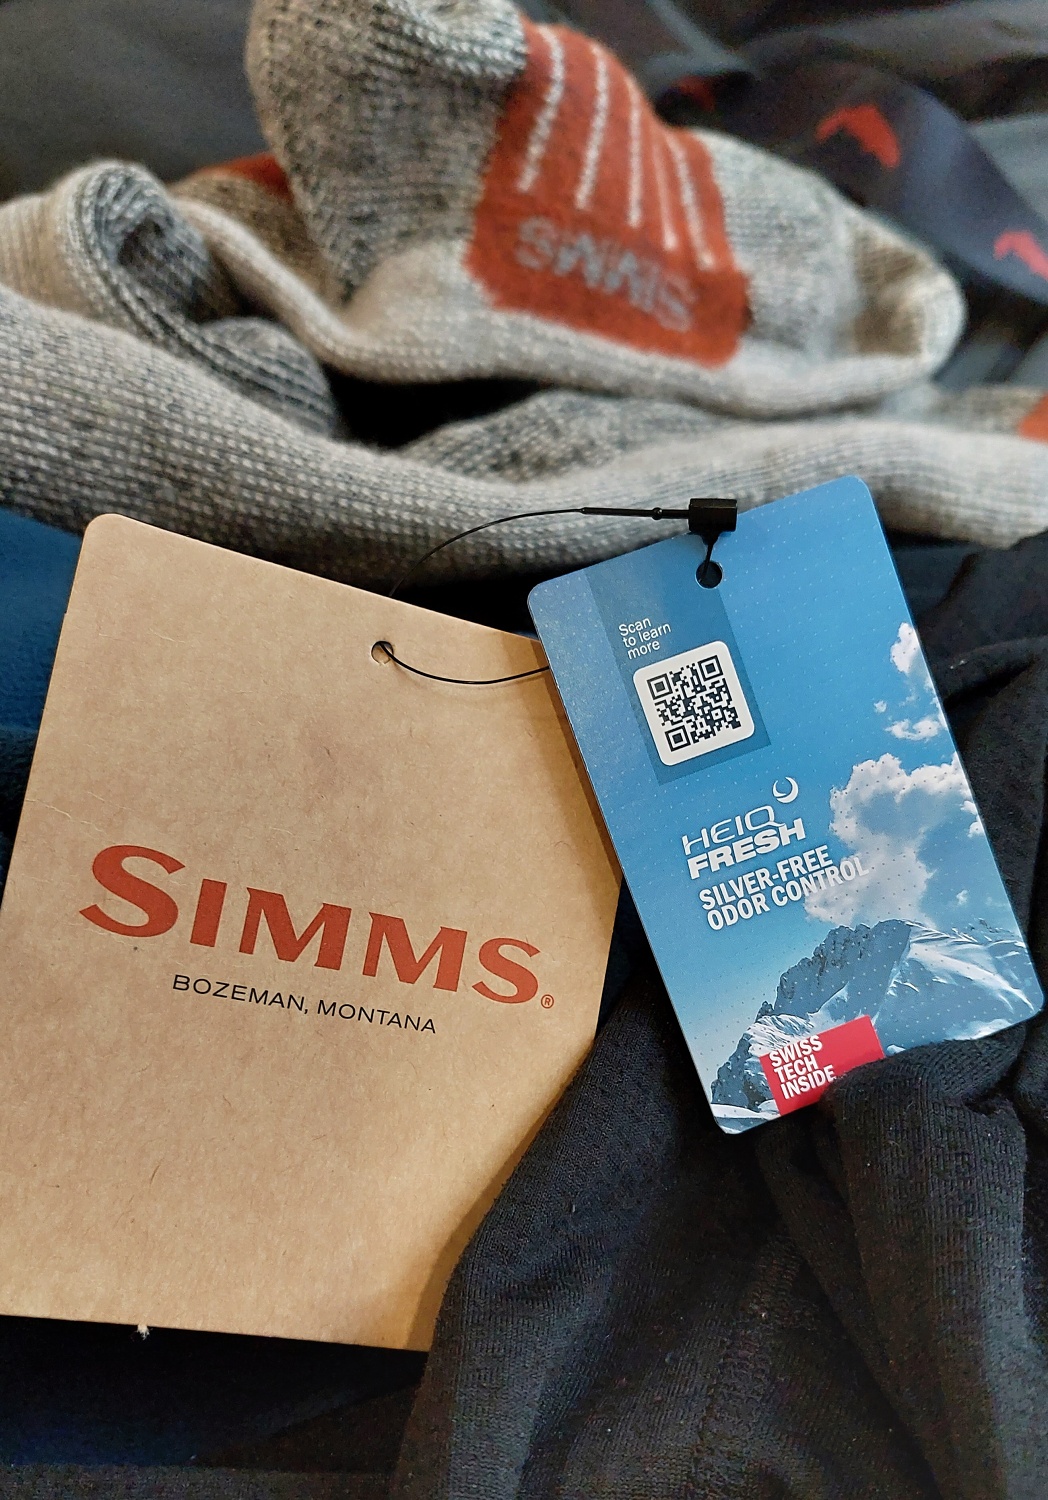 SIMMS
SIMMS®
BOZEMAN, MONTANA
Scan
to learn
more
HEIQ
FRESH
SILVER-FREE
ODOR CONTROL
SWISS
TECH
INSIDE